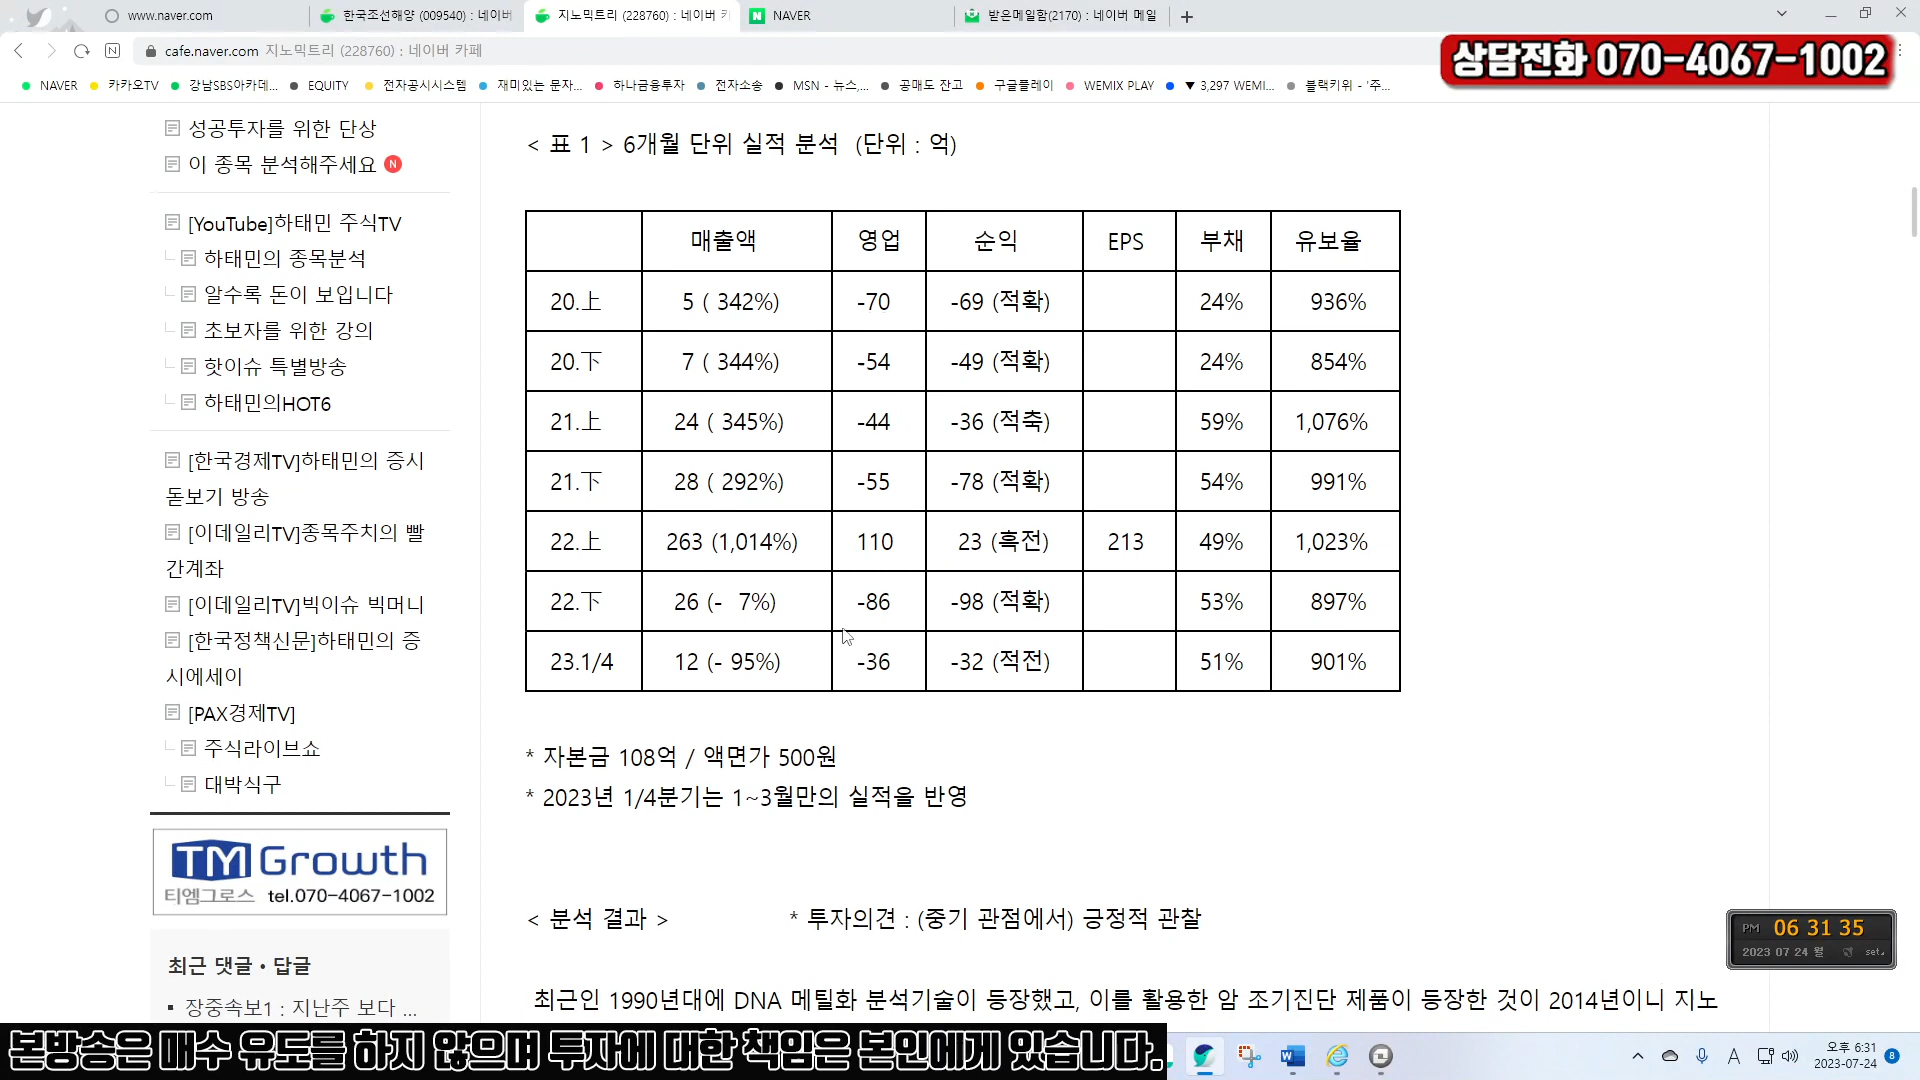 www.naver.com
한국조선해양 (009540) : 네이버
지노믹트리 (228760) : 네이버 카
NAVER
받은메일함(2170) : 네이버 메일
cafe.naver.com 지노믹트리 (228760) : 네이버 카페
상담전화 070-4067-1002
NAVER 카카오TV 강남SBS아카데... EQUITY 전자공시시스템 재미있는 문자... 하나금융투자 전자소송 MSN - 뉴스,... 공매도 잔고 구글플레이 WEMIX PLAY ▼ 3,297 WEMI... 블랙키위 - '주...
성공투자를 위한 단상
이 종목 분석해주세요 N
[YouTube]하태민 주식TV
하태민의 종목분석
알수록 돈이 보입니다
초보자를 위한 강의
핫이슈 특별방송
하태민의HOT6
[한국경제TV]하태민의 증시
돋보기 방송
[이데일리TV]종목주치의 빨
간계좌
[이데일리TV]빅이슈 빅머니
[한국정책신문]하태민의 증
시에세이
[PAX경제TV]
주식라이브쇼
대박식구
TM Growth
티엠그로스 tel.070-4067-1002
최근 댓글 • 답글
장중속보1 : 지난주 보다 ...
< 표 1 > 6개월 단위 실적 분석 (단위 : 억)
매출액 영업 순익 EPS 부채 유보율
20.上 5 ( 342%) -70 -69 (적확) 24% 936%
20.下 7 ( 344%) -54 -49 (적확) 24% 854%
21.上 24 ( 345%) -44 -36 (적축) 59% 1,076%
21.下 28 ( 292%) -55 -78 (적확) 54% 991%
22.上 263 (1,014%) 110 23 (흑전) 213 49% 1,023%
22.下 26 (- 7%) -86 -98 (적확) 53% 897%
23.1/4 12 (- 95%) -36 -32 (적전) 51% 901%
* 자본금 108억 / 액면가 500원
* 2023년 1/4분기는 1~3월만의 실적을 반영
< 분석 결과 > * 투자의견 : (중기 관점에서) 긍정적 관찰
최근인 1990년대에 DNA 메틸화 분석기술이 등장했고, 이를 활용한 암 조기진단 제품이 등장한 것이 2014년이니 지노
PM 06 31 35
2023 07 24 월 set
본방송은 매수 유도를 하지 않으며 투자에 대한 책임은 본인에게 있습니다.
A
오후 6:31
2023-07-24
8